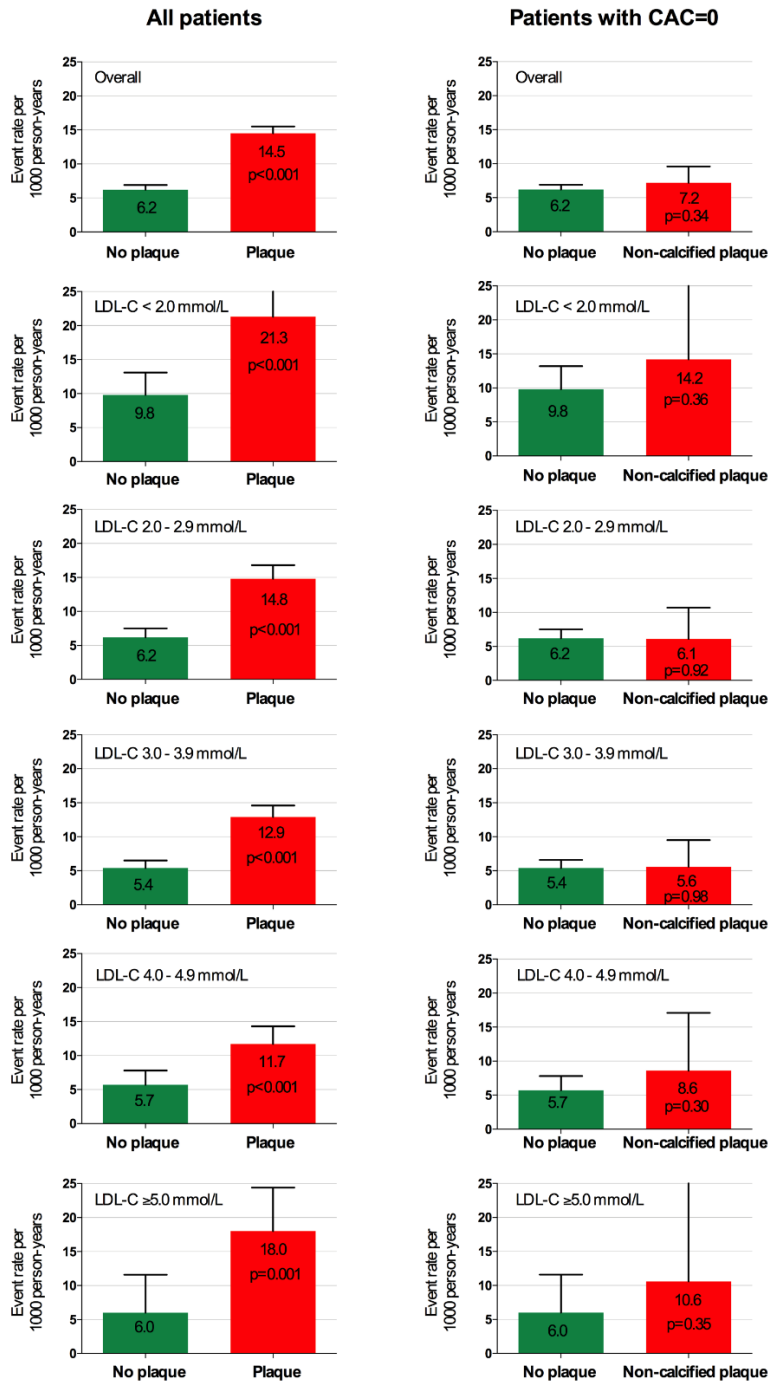 All patients
Patients with CAC=0
Event rate per
1000 person-years
25
20
15
10
5
0
Overall
6.2
14.5
p<0.001
No plaque
Plaque
Event rate per
1000 person-years
25
20
15
10
5
0
Overall
6.2
7.2
p=0.34
No plaque
Non-calcified plaque
Event rate per
1000 person-years
25
20
15
10
5
0
LDL-C < 2.0 mmol/L
9.8
21.3
p<0.001
No plaque
Plaque
Event rate per
1000 person-years
25
20
15
10
5
0
LDL-C < 2.0 mmol/L
9.8
14.2
p=0.36
No plaque
Non-calcified plaque
Event rate per
1000 person-years
25
20
15
10
5
0
LDL-C 2.0 - 2.9 mmol/L
6.2
14.8
p<0.001
No plaque
Plaque
Event rate per
1000 person-years
25
20
15
10
5
0
LDL-C 2.0 - 2.9 mmol/L
6.2
6.1
p=0.92
No plaque
Non-calcified plaque
Event rate per
1000 person-years
25
20
15
10
5
0
LDL-C 3.0 - 3.9 mmol/L
5.4
12.9
p<0.001
No plaque
Plaque
Event rate per
1000 person-years
25
20
15
10
5
0
LDL-C 3.0 - 3.9 mmol/L
5.4
5.6
p=0.98
No plaque
Non-calcified plaque
Event rate per
1000 person-years
25
20
15
10
5
0
LDL-C 4.0 - 4.9 mmol/L
5.7
11.7
p<0.001
No plaque
Plaque
Event rate per
1000 person-years
25
20
15
10
5
0
LDL-C 4.0 - 4.9 mmol/L
5.7
8.6
p=0.30
No plaque
Non-calcified plaque
Event rate per
1000 person-years
25
20
15
10
5
0
LDL-C ≥5.0 mmol/L
6.0
18.0
p=0.001
No plaque
Plaque
Event rate per
1000 person-years
25
20
15
10
5
0
LDL-C ≥5.0 mmol/L
6.0
10.6
p=0.35
No plaque
Non-calcified plaque